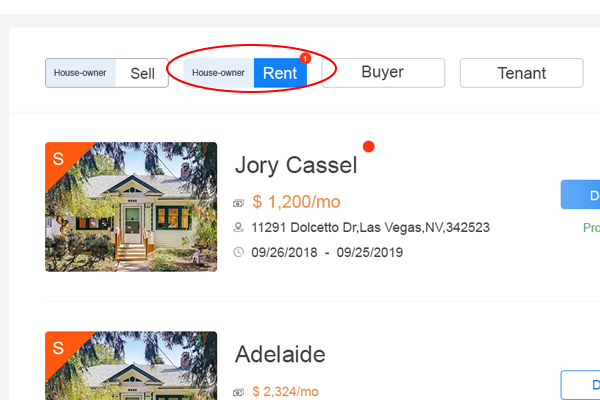 House-owner Sell House-owner Rent 1 Buyer Tenant
S
Jory Cassel
$ 1,200/mo
11291 Dolcetto Dr,Las Vegas,NV,342523
09/26/2018 - 09/25/2019
D
Pro
S
Adelaide
$ 2,324/mo
D